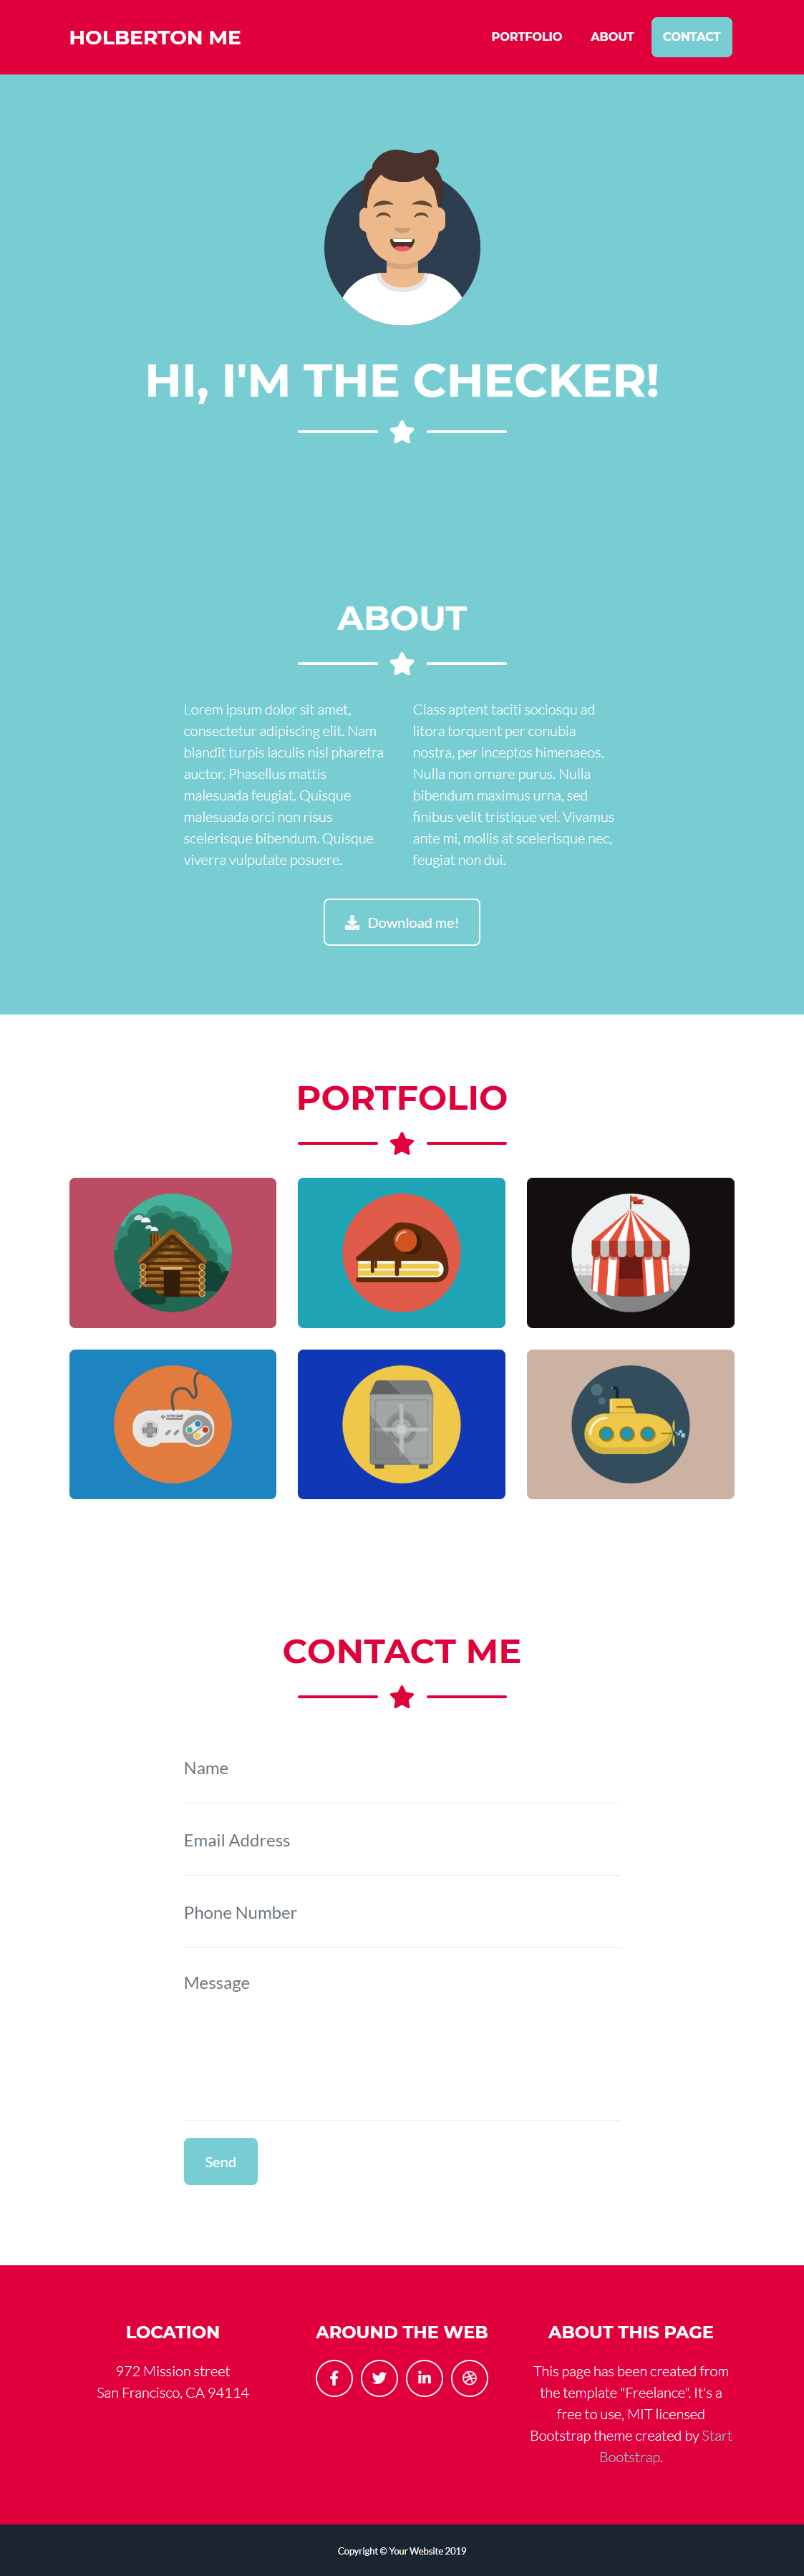 HOLBERTON ME
PORTFOLIO
ABOUT
CONTACT
HI, I'M THE CHECKER!
ABOUT
Lorem ipsum dolor sit amet,
consectetur adipiscing elit. Nam
blandit turpis iaculis nisl pharetra
auctor. Phasellus mattis
malesuada feugiat. Quisque
malesuada orci non risus
scelerisque bibendum. Quisque
viverra vulputate posuere.
Class aptent taciti sociosqu ad
litora torquent per conubia
nostra, per inceptos himenaeos.
Nulla non ornare purus. Nulla
bibendum maximus urna, sed
finibus velit tristique vel. Vivamus
ante mi, mollis at scelerisque nec,
feugiat non dui.
Download me!
PORTFOLIO
CONTACT ME
Name
Email Address
Phone Number
Message
Send
LOCATION
972 Mission street
San Francisco, CA 94114
AROUND THE WEB
ABOUT THIS PAGE
This page has been created from
the template "Freelance". It's a
free to use, MIT licensed
Bootstrap theme created by Start
Bootstrap.
Copyright © Your Website 2019